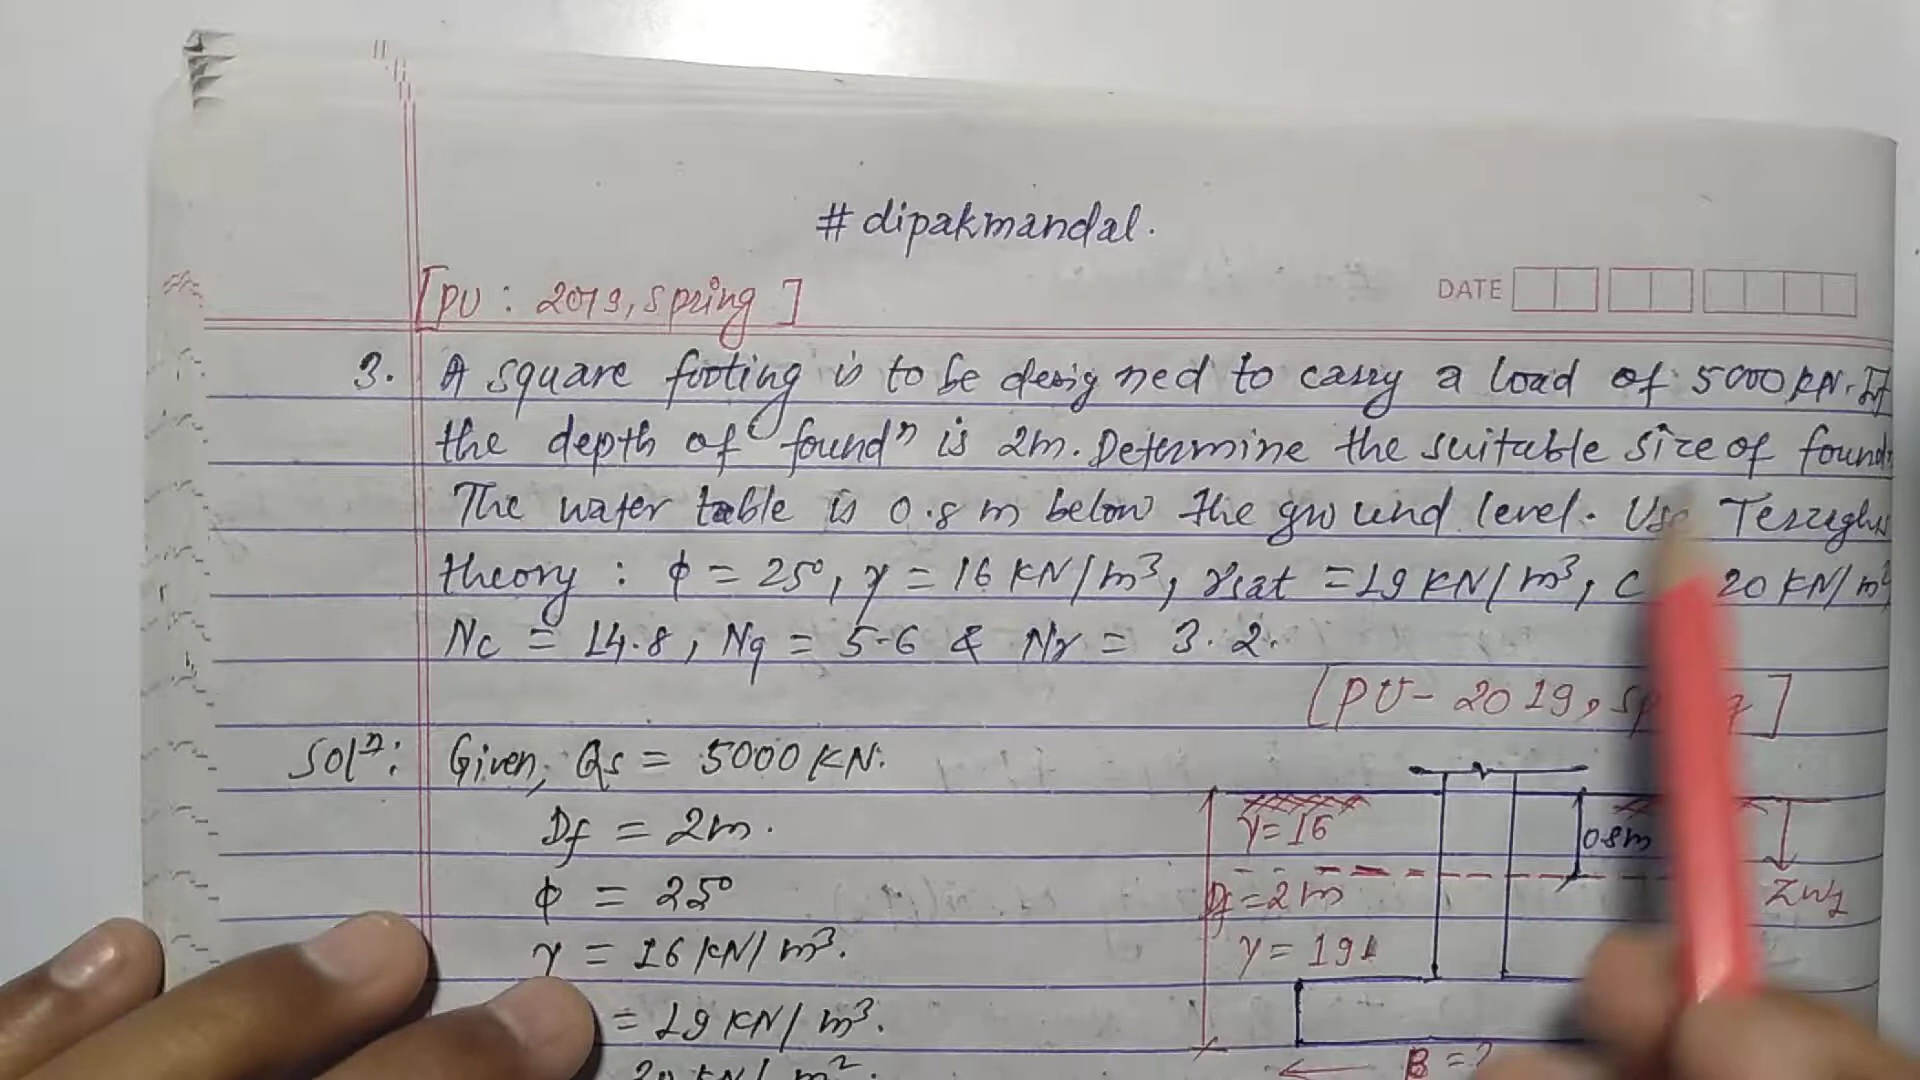 #dipakmandal.
[PU: 2019, spring]
DATE
3. A square footing is to be designed to carry a load of 5000 KN. If
the depth of foundⁿ is 2m. Determine the suitable size of found
The water table is 0.8 m below the ground level. Use Terzeghis
theory : ϕ = 25°, γ = 16 KN/m³, γsat = 19 KN/m³, C 20 KN/m²
Nc = 14.8, Nq = 5.6 & Nγ = 3.2.
[PU- 2019,
Solⁿ: Given, Qs = 5000 KN.
Df = 2m.
ϕ = 25°
γ = 16 KN/m³.
= 19 KN/m³.
20 KN/m².
γ = 16
0.8m
Df = 2m
Zw1
γ = 19
B = ?